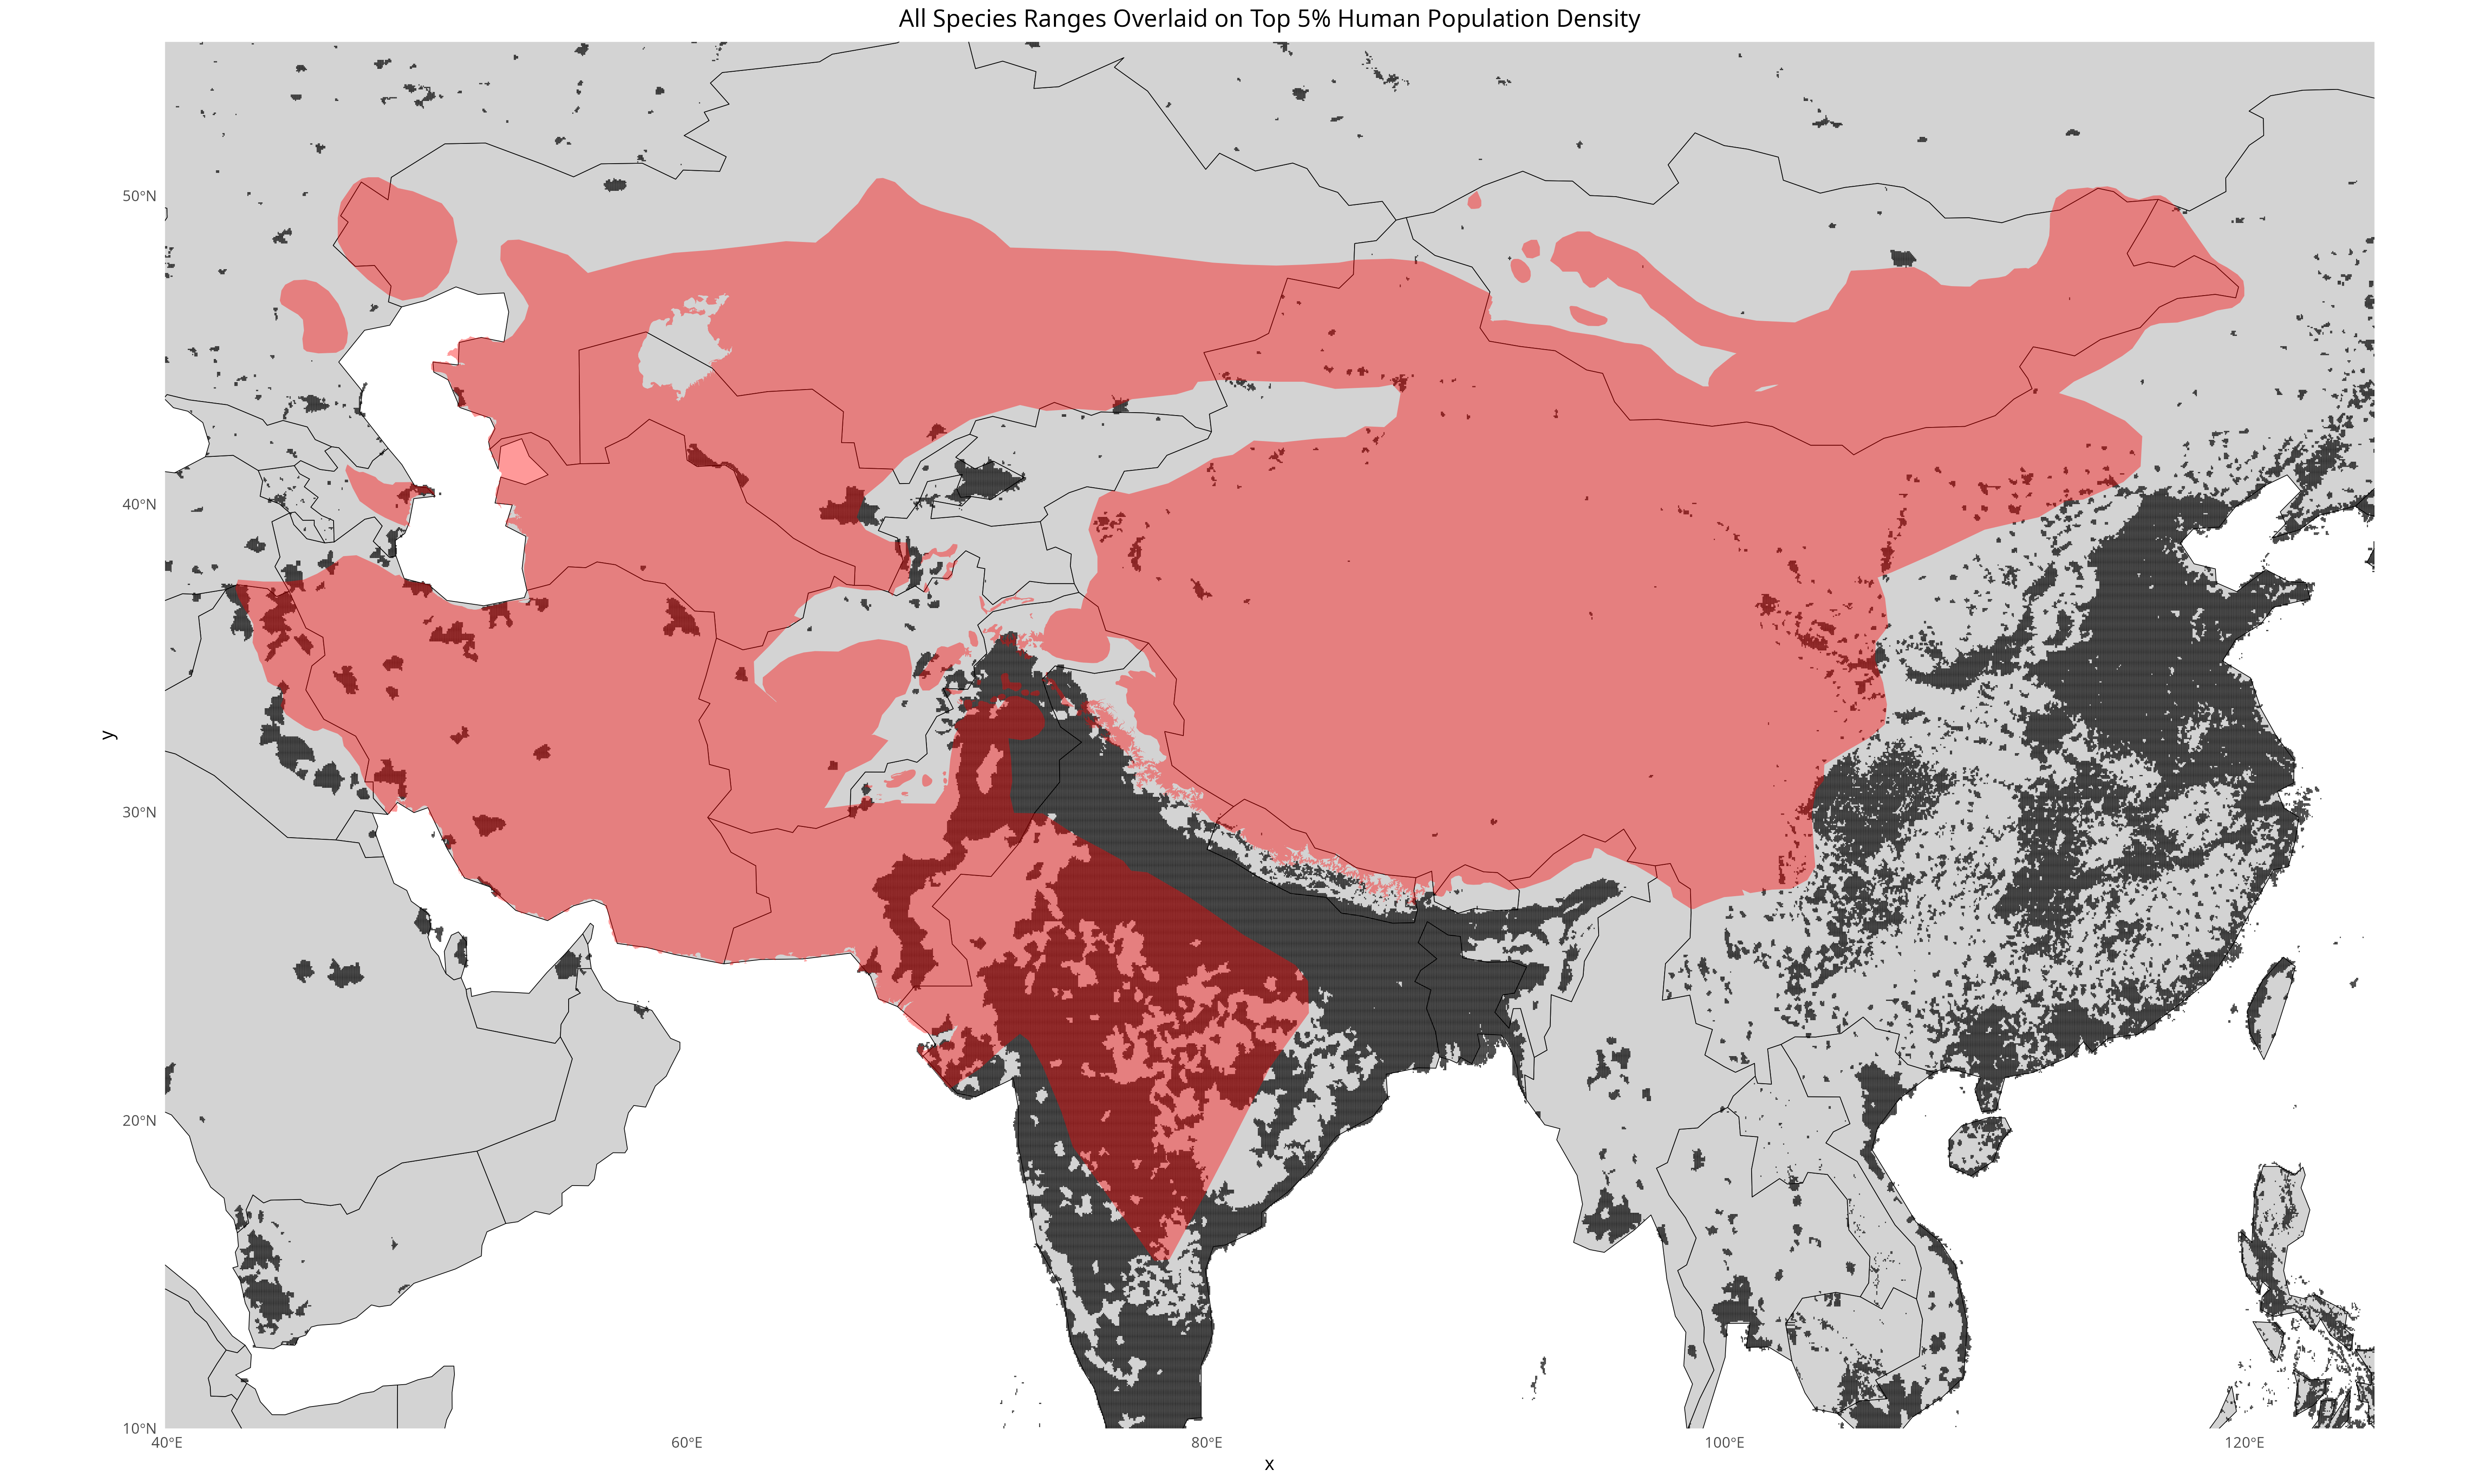 All Species Ranges Overlaid on Top 5% Human Population Density
50°N
40°N
30°N
20°N
10°N
y
40°E
60°E
80°E
100°E
120°E
x